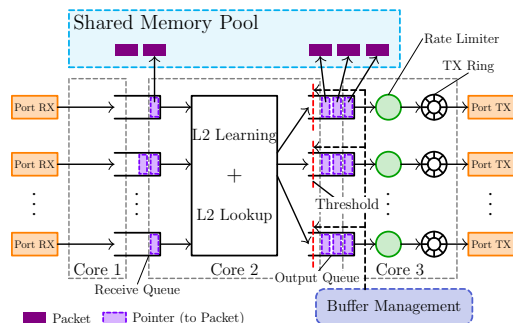 Shared Memory Pool
Rate Limiter
TX Ring
Port RX
Port TX
L2 Learning
+
L2 Lookup
Port RX
Port TX
Threshold
Port RX
Port TX
Core 1
Core 2
Core 3
Receive Queue
Output Queue
Buffer Management
Packet
Pointer (to Packet)